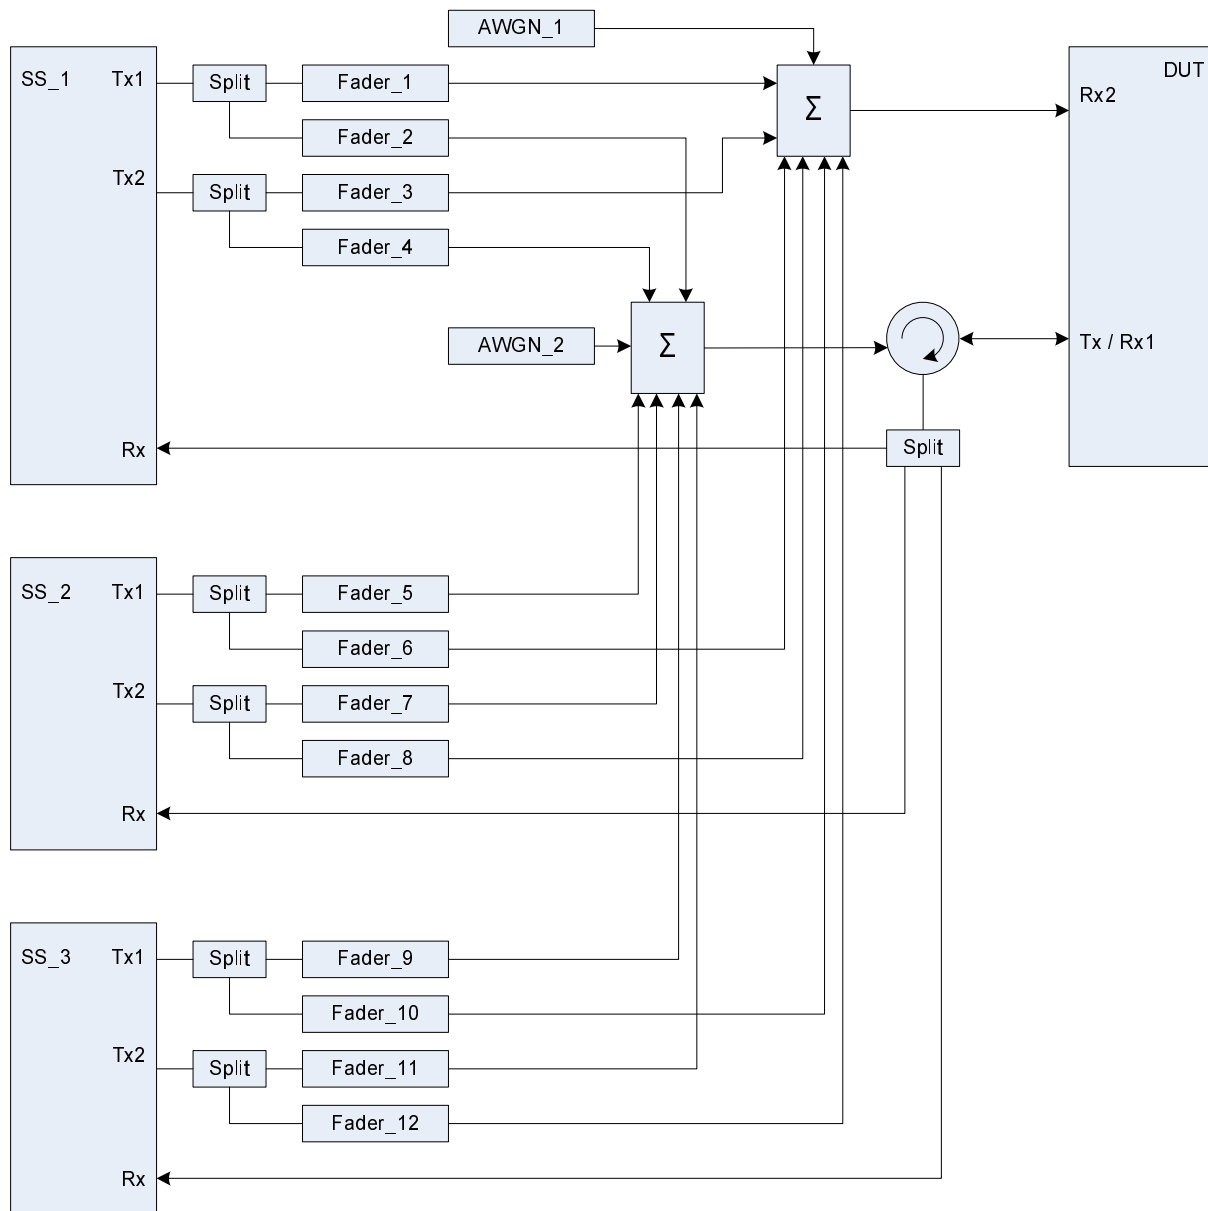 AWGN_1
SS_1 Tx1 Split Fader_1 Σ DUT
Rx2
Fader_2
Tx2 Split Fader_3
Fader_4
AWGN_2 Σ Tx / Rx1
Rx Split
SS_2 Tx1 Split Fader_5
Fader_6
Tx2 Split Fader_7
Fader_8
Rx
SS_3 Tx1 Split Fader_9
Fader_10
Tx2 Split Fader_11
Fader_12
Rx